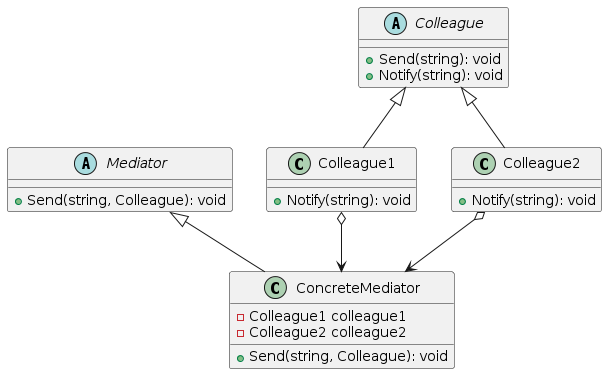 A Colleague
Send(string): void
Notify(string): void
A Mediator
Send(string, Colleague): void
C Colleague1
Notify(string): void
C Colleague2
Notify(string): void
C ConcreteMediator
Colleague1 colleague1
Colleague2 colleague2
Send(string, Colleague): void